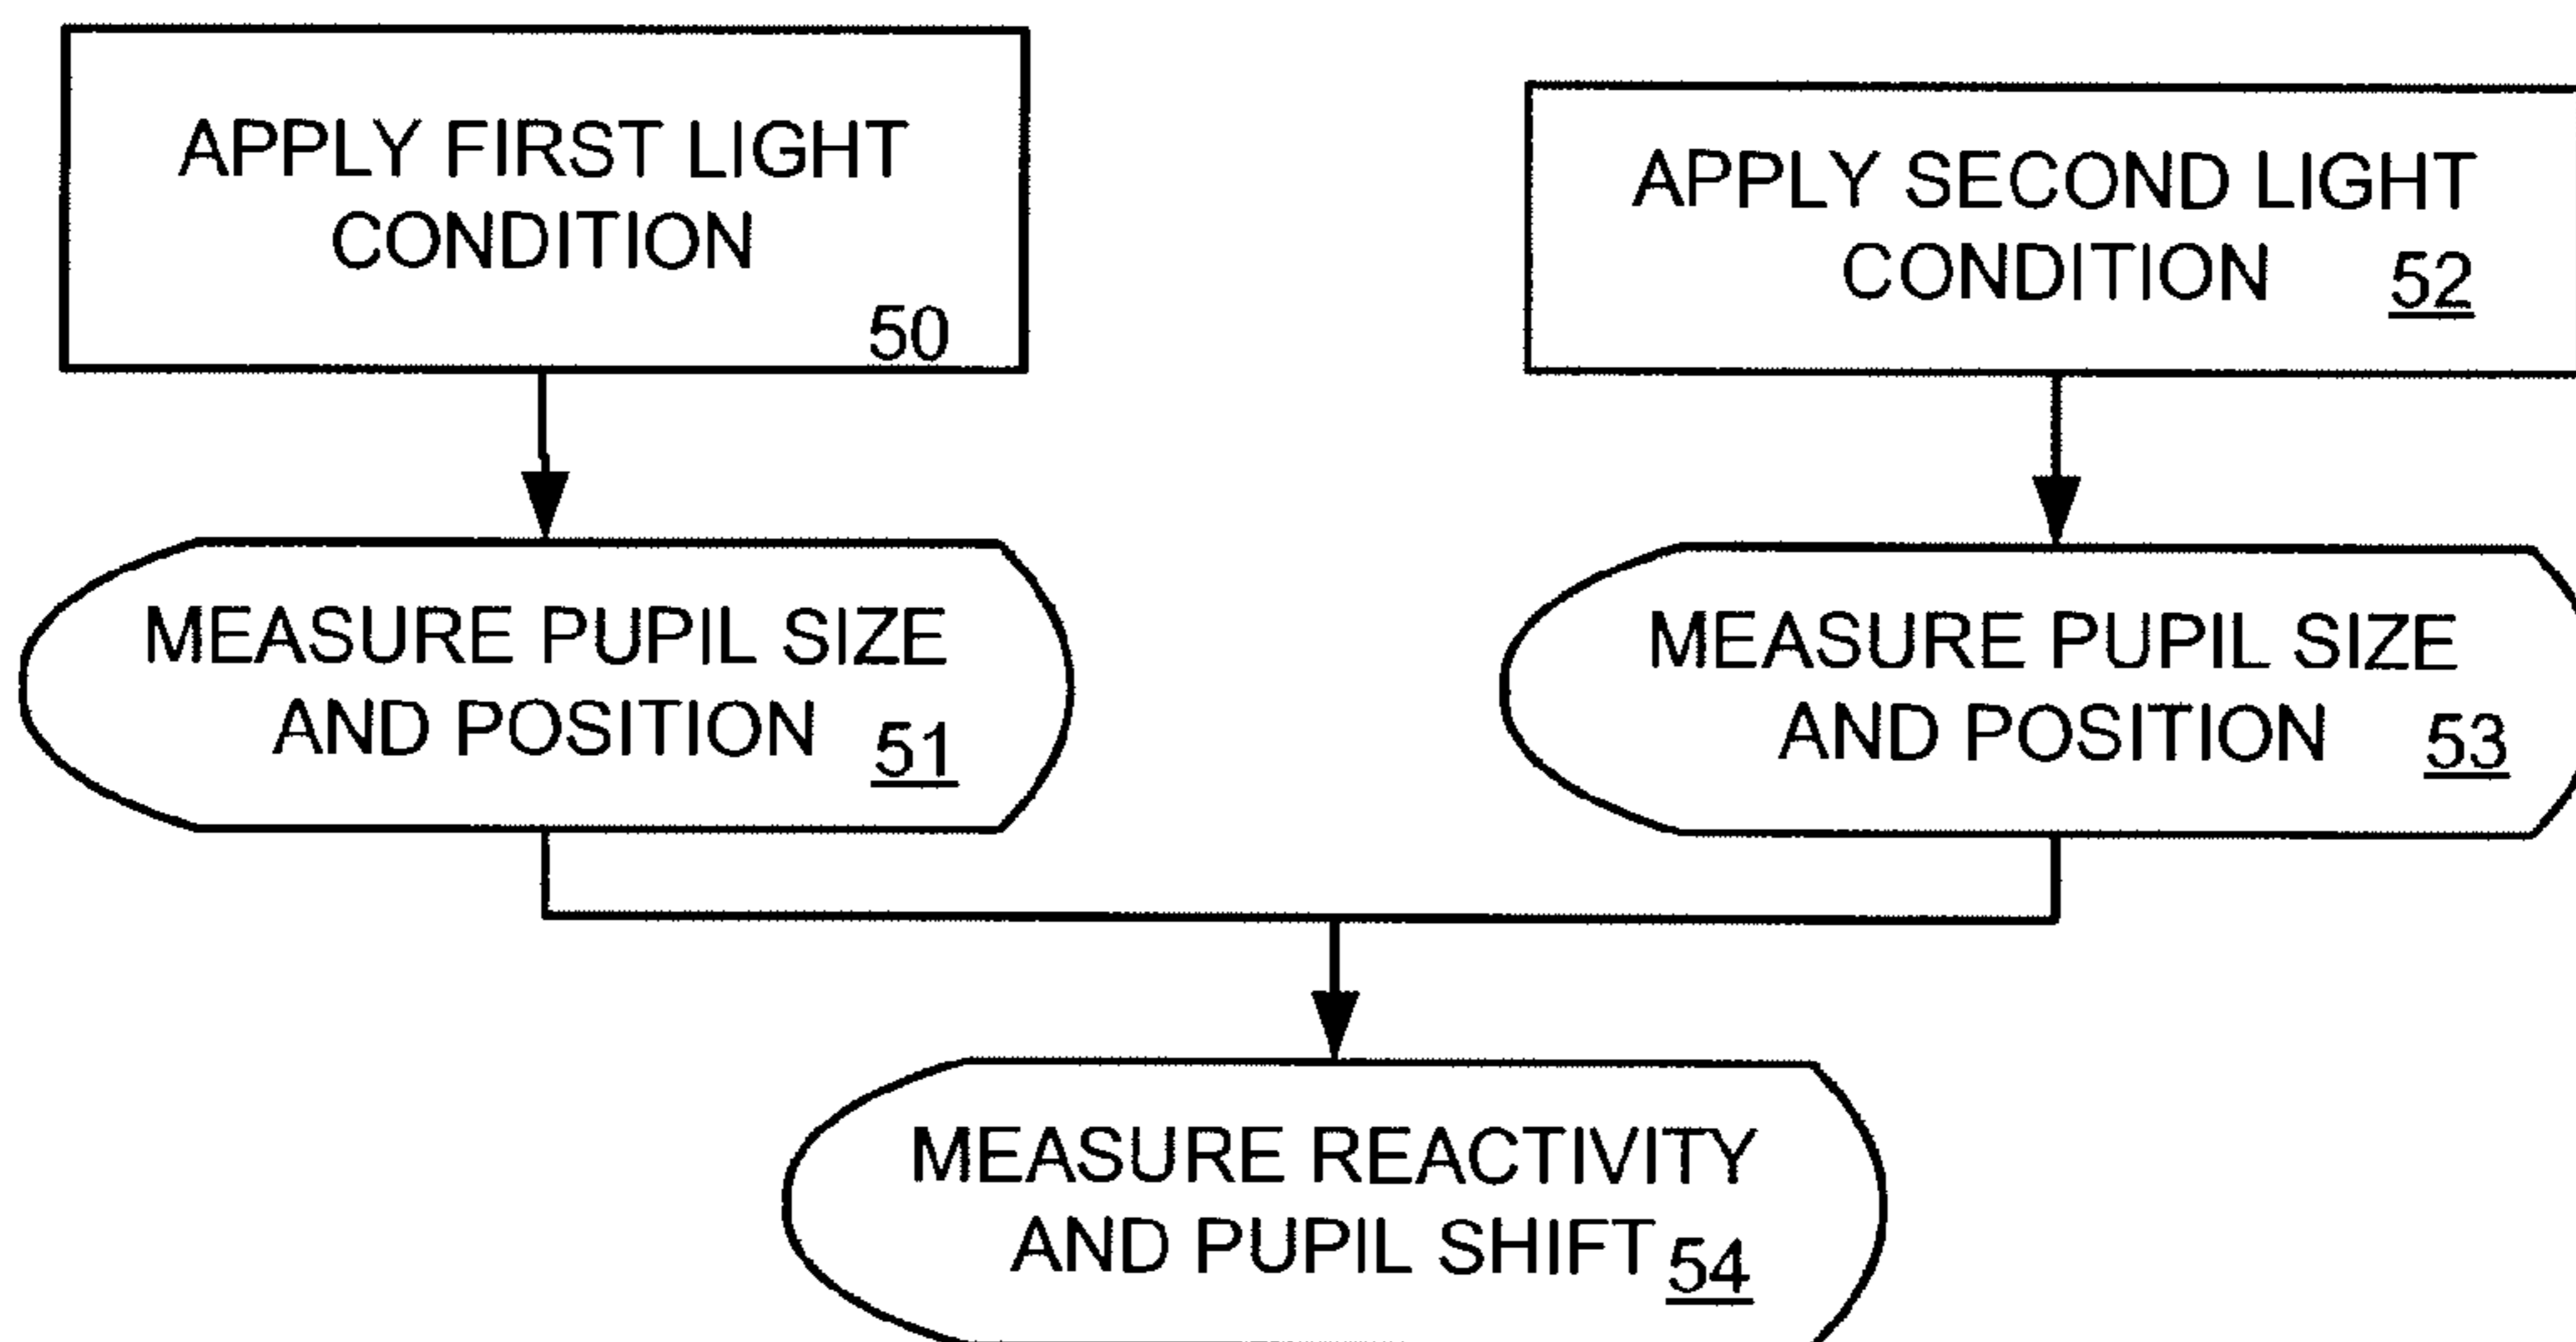 APPLY FIRST LIGHT
CONDITION
50
APPLY SECOND LIGHT
CONDITION 52
MEASURE PUPIL SIZE
AND POSITION 51
MEASURE PUPIL SIZE
AND POSITION 53
MEASURE REACTIVITY
AND PUPIL SHIFT 54